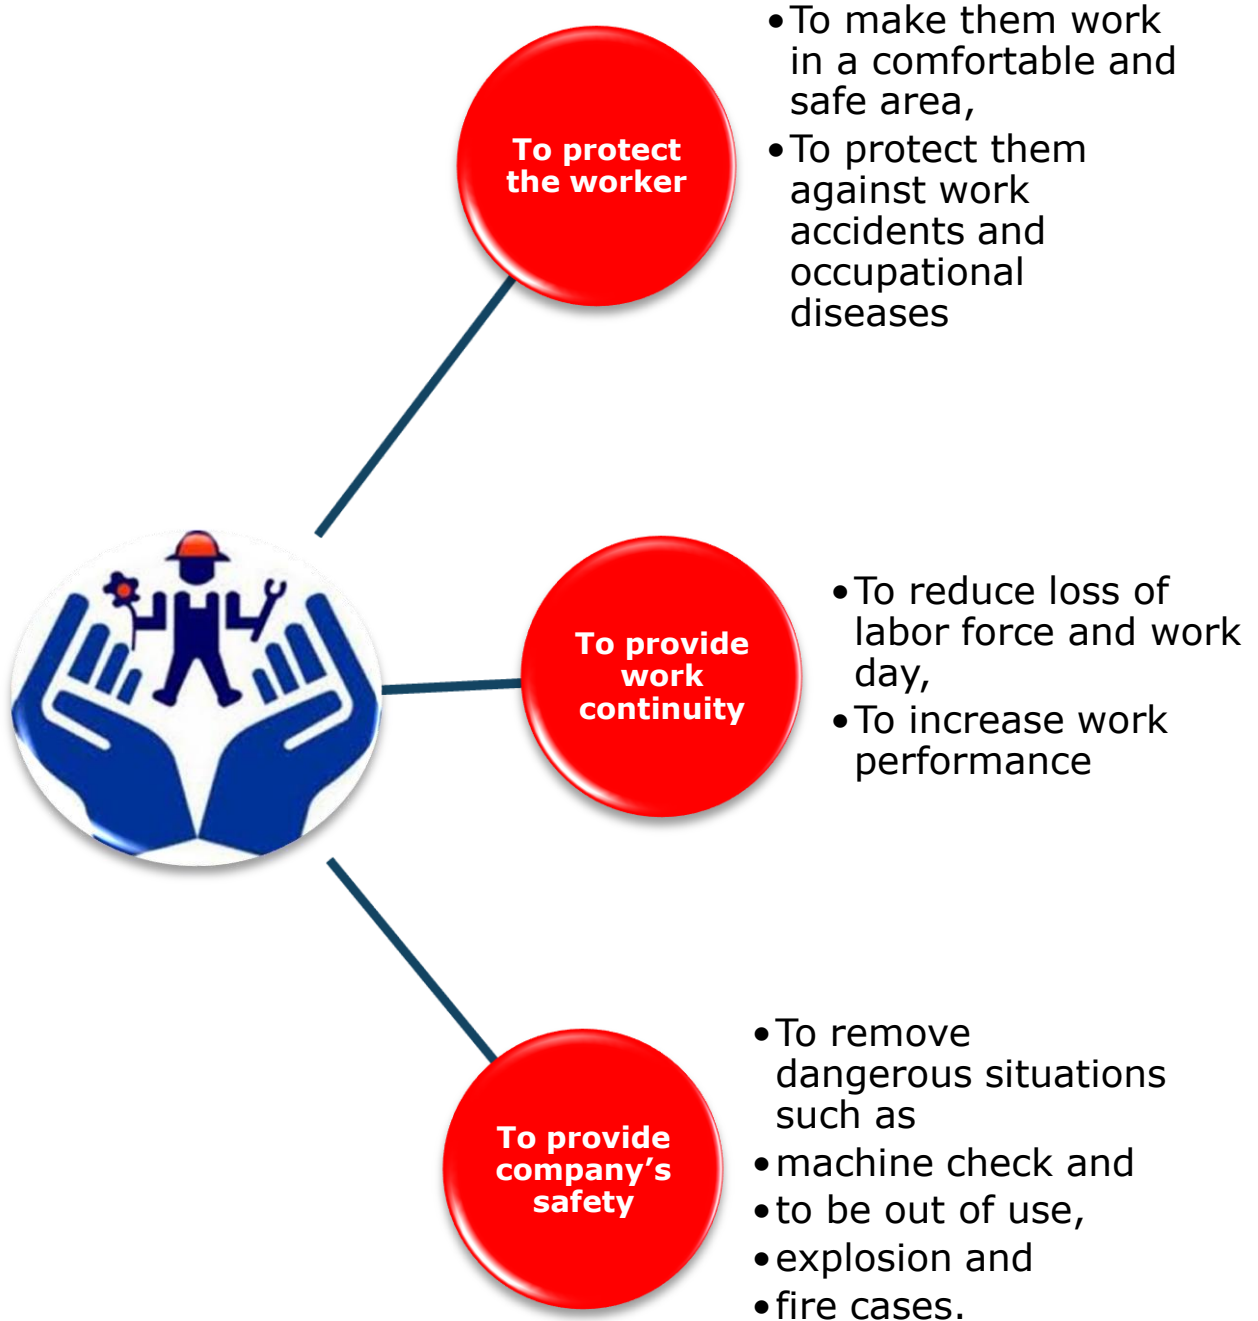 To protect
the worker
•To make them work
in a comfortable and
safe area,
•To protect them
against work
accidents and
occupational
diseases
To provide
work
continuity
•To reduce loss of
labor force and work
day,
•To increase work
performance
To provide
company’s
safety
•To remove
dangerous situations
such as
•machine check and
•to be out of use,
•explosion and
•fire cases.